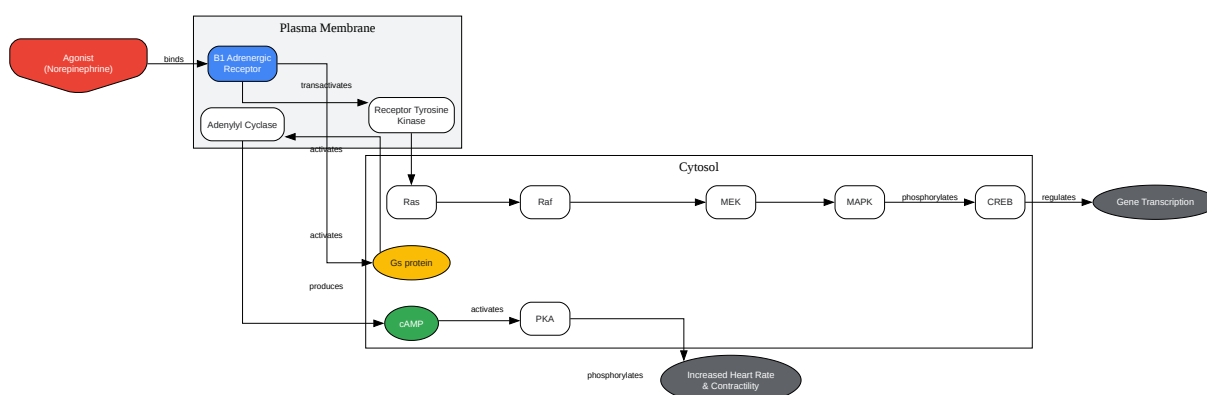 Plasma Membrane
Agonist
(Norepinephrine)
binds
B1 Adrenergic
Receptor
transactivates
Receptor Tyrosine
Kinase
Adenylyl Cyclase
activates
Cytosol
Ras
Raf
MEK
MAPK
phosphorylates
CREB
regulates
Gene Transcription
activates
Gs protein
produces
cAMP
activates
PKA
phosphorylates
Increased Heart Rate
& Contractility